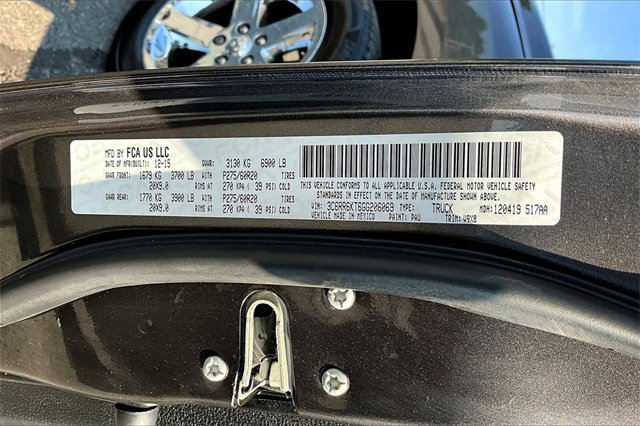 MFD BY FCA US LLC
DATE OF MFR(BUILT): 12-15 GVWR: 3130 KG 6900 LB
GAWR FRONT: 1679 KG 3700 LB P275/60R20 TIRES
20X9.0 RIMS AT 270 KPA ( 39 PSI) COLD
WITH
GAWR REAR: 1770 KG 3900 LB P275/60R20 TIRES
20X9.0 RIMS AT 270 KPA ( 39 PSI) COLD
WITH
THIS VEHICLE CONFORMS TO ALL APPLICABLE U.S.A. FEDERAL MOTOR VEHICLE SAFETY
STANDARDS IN EFFECT ON THE DATE OF MANUFACTURE SHOWN ABOVE.
VIN: 3C6RR6KT6GG206069 TYPE: TRUCK MDH: 120419 517AA
VEHICLE MADE IN MEXICO PAINT: PAU TRIM: V9X9